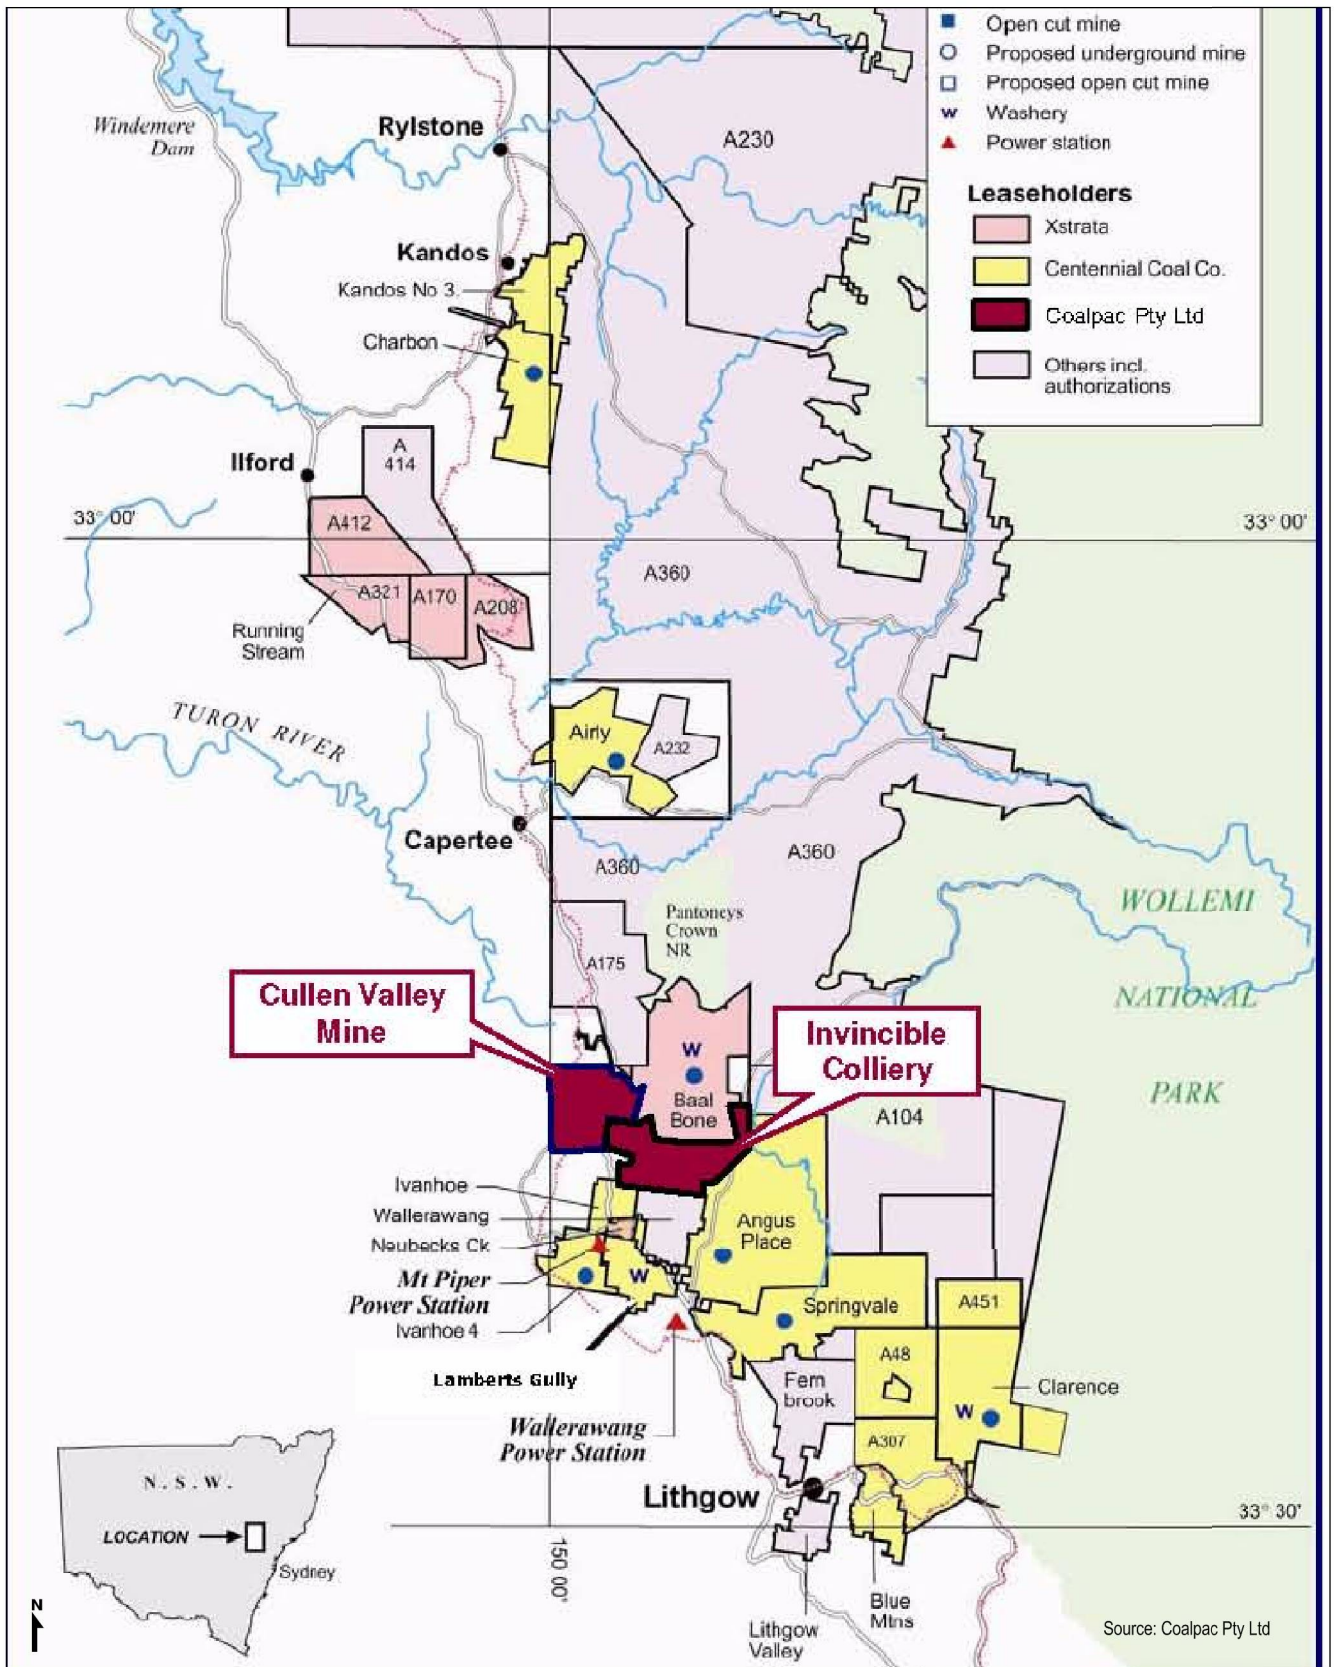 Open cut mine
Proposed underground mine
Proposed open cut mine
W Washery
Power station
Leaseholders
Xstrata
Centennial Coal Co.
Coalpac Pty Ltd
Others incl.
authorizations
Windemere
Dam
Rylstone
A230
Kandos
Kandos No 3.
Charbon
A
414
Ilford
33° 00'
33° 00'
A412
A360
A321
A170
A208
Running
Stream
TURON RIVER
Airly
A232
Capertee
A360
A360
WOLLEMI
NATIONAL
PARK
Pantoneys
Crown
NR
A175
Cullen Valley
Mine
Invincible
Colliery
W
Baal
Bone
A104
Ivanhoe
Wallerawang
Neubecks Ck
Mt Piper
Power Station
Ivanhoe 4
W
Angus
Place
Springvale
A451
A48
Lamberts Gully
Fern
brook
Clarence
W
Wallerawang
Power Station
A307
Lithgow
33° 30'
N.S.W.
LOCATION
Sydney
150 00'
N
Blue
Mtns
Lithgow
Valley
Source: Coalpac Pty Ltd